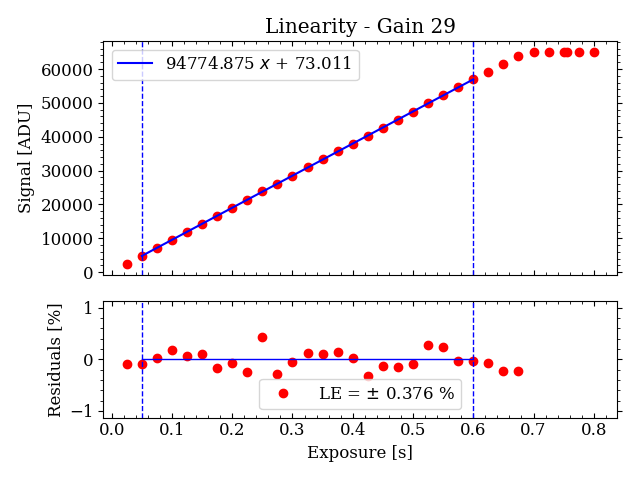 Linearity - Gain 29
94774.875 x + 73.011
Signal [ADU]
60000
50000
40000
30000
20000
10000
0
Residuals [%]
1
0
−1
LE = ± 0.376 %
0.0 0.1 0.2 0.3 0.4 0.5 0.6 0.7 0.8
Exposure [s]